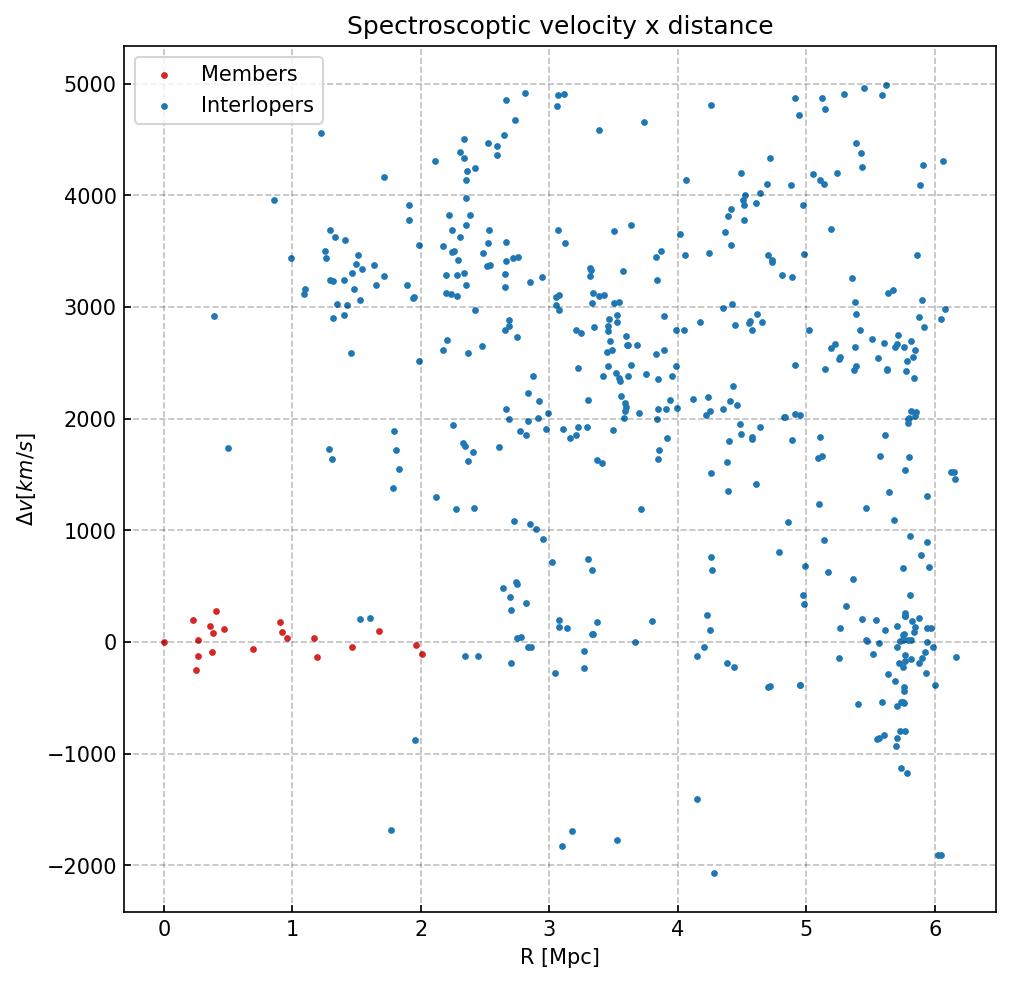 Spectroscoptic velocity x distance
Members
Interlopers
5000
4000
3000
2000
1000
0
−1000
−2000
Δv[km/s]
0 1 2 3 4 5 6
R [Mpc]